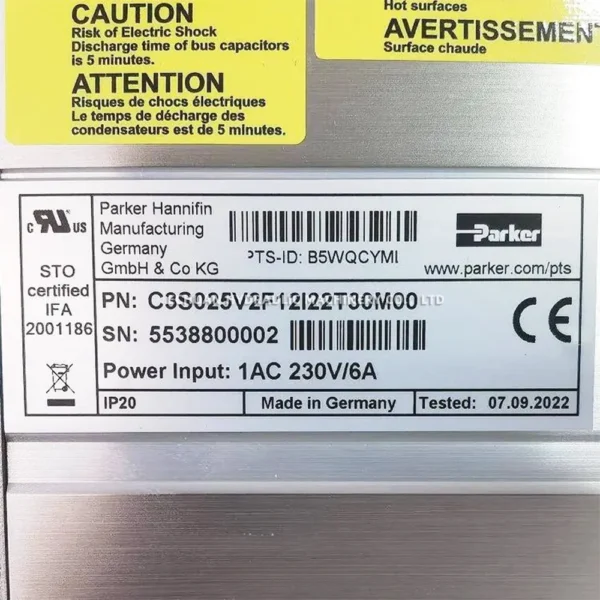 CAUTION
Risk of Electric Shock
Discharge time of bus capacitors
is 5 minutes.
ATTENTION
Risques de chocs électriques
Le temps de décharge des
condensateurs est de 5 minutes.
Hot surfaces
AVERTISSEMENT
Surface chaude
Parker Hannifin
Manufacturing
Germany
GmbH & Co KG
PTS-ID: B5WQCYMI
Parker
www.parker.com/pts
C RU US
STO
certified
IFA
2001186
PN: C3S025V2F12I22T30M00
SN: 5538800002
CE
Power Input: 1AC 230V/6A
IP20
Made in Germany
Tested: 07.09.2022